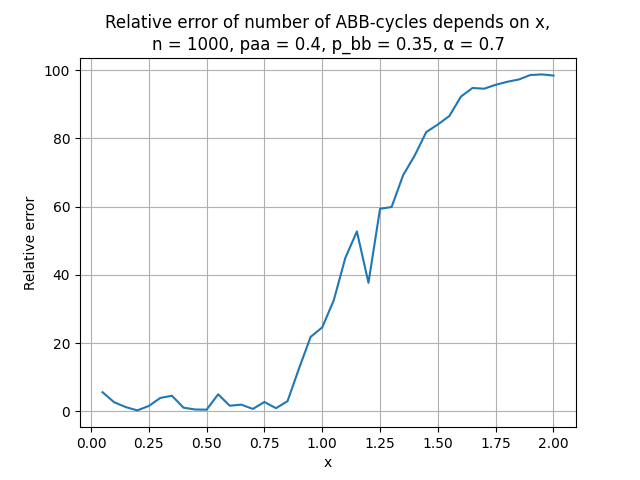 Relative error of number of ABB-cycles depends on x,
n = 1000, paa = 0.4, p_bb = 0.35, α = 0.7
100
80
60
40
20
0
Relative error
0.00 0.25 0.50 0.75 1.00 1.25 1.50 1.75 2.00
x